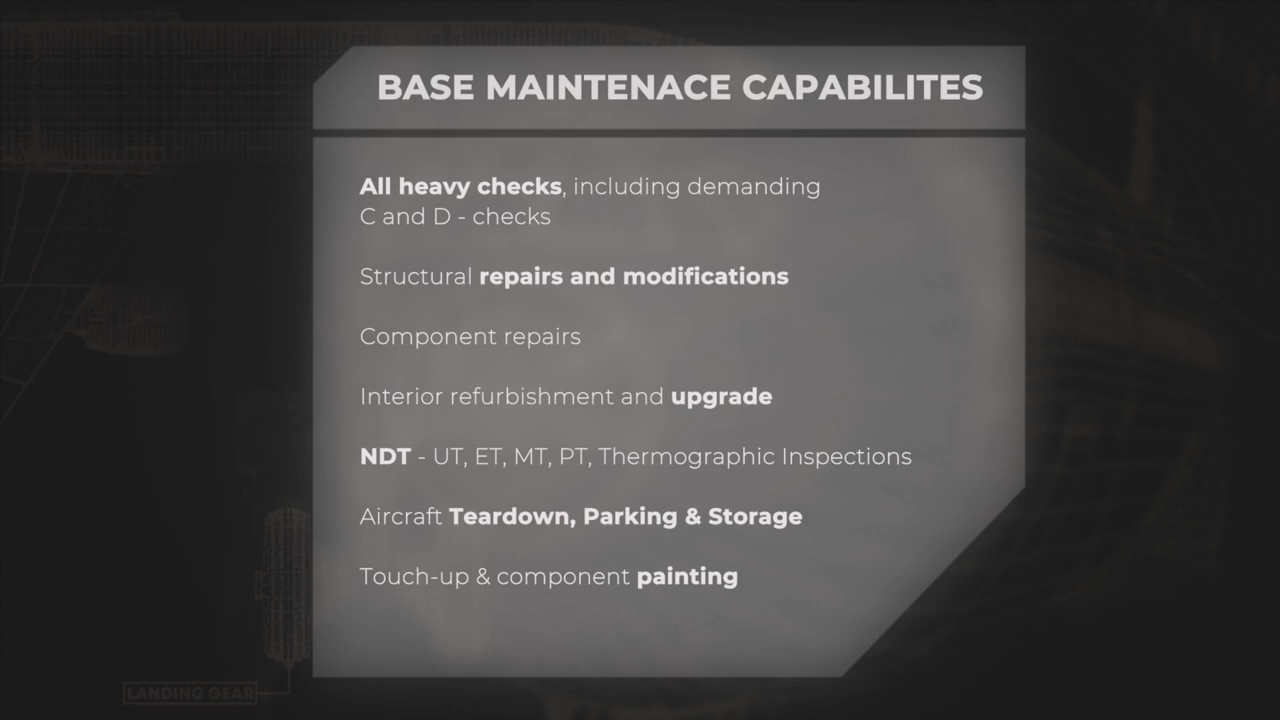 BASE MAINTENACE CAPABILITES
All heavy checks, including demanding
C and D - checks
Structural repairs and modifications
Component repairs
Interior refurbishment and upgrade
NDT - UT, ET, MT, PT, Thermographic Inspections
Aircraft Teardown, Parking & Storage
Touch-up & component painting
LANDING GEAR